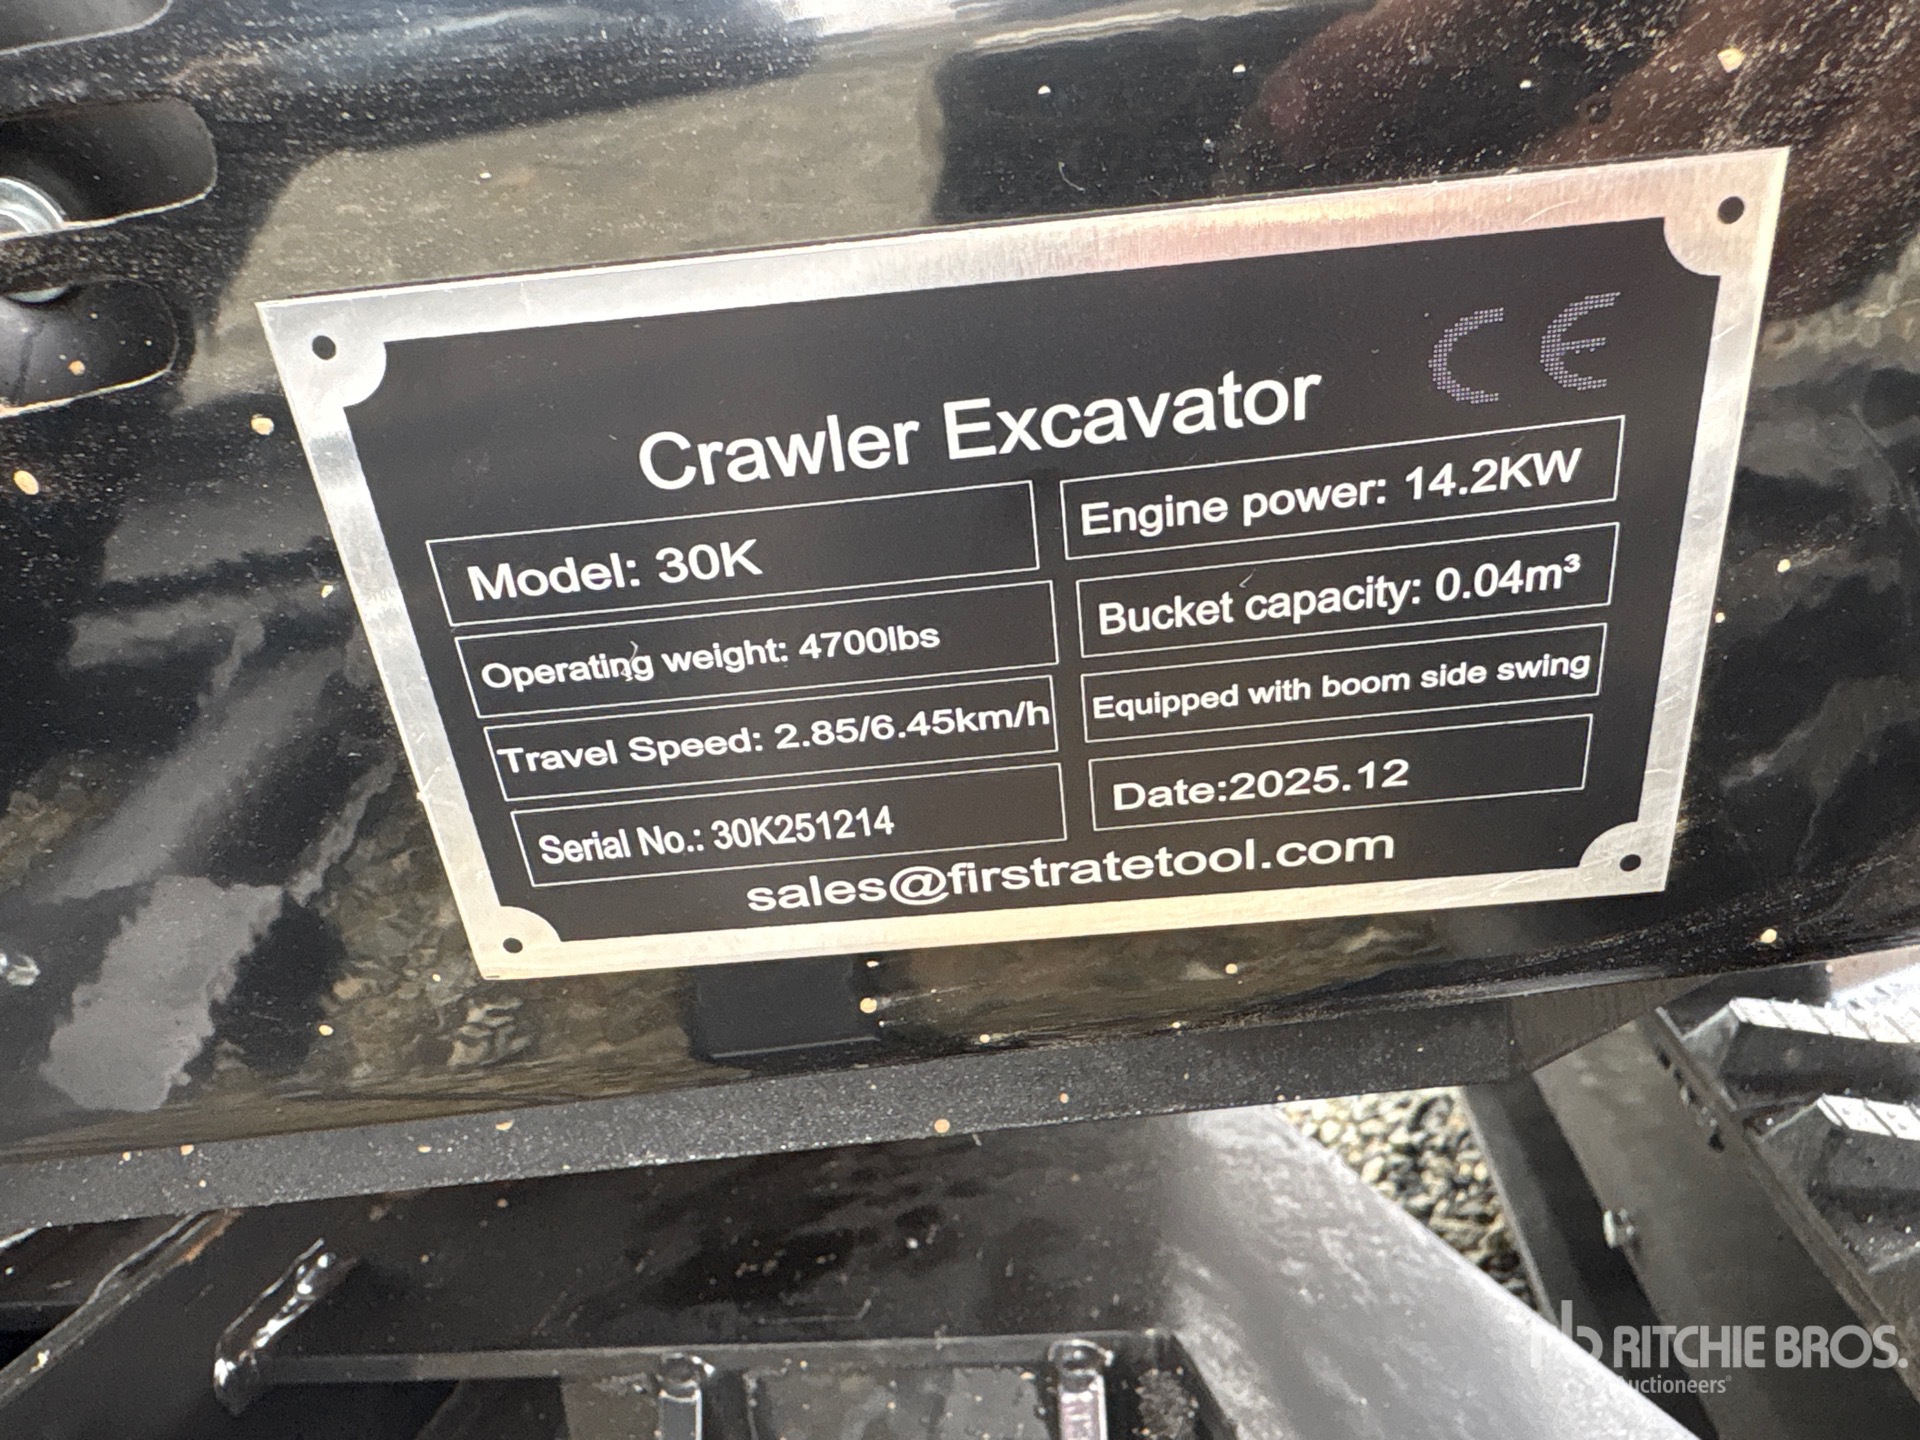 CE
Crawler Excavator
Model: 30K
Engine power: 14.2KW
Operating weight: 4700lbs
Bucket capacity: 0.04m³
Travel Speed: 2.85/6.45km/h
Equipped with boom side swing
Serial No.: 30K251214
Date:2025.12
sales@firstratetool.com
rb RITCHIE BROS.
Auctioneers